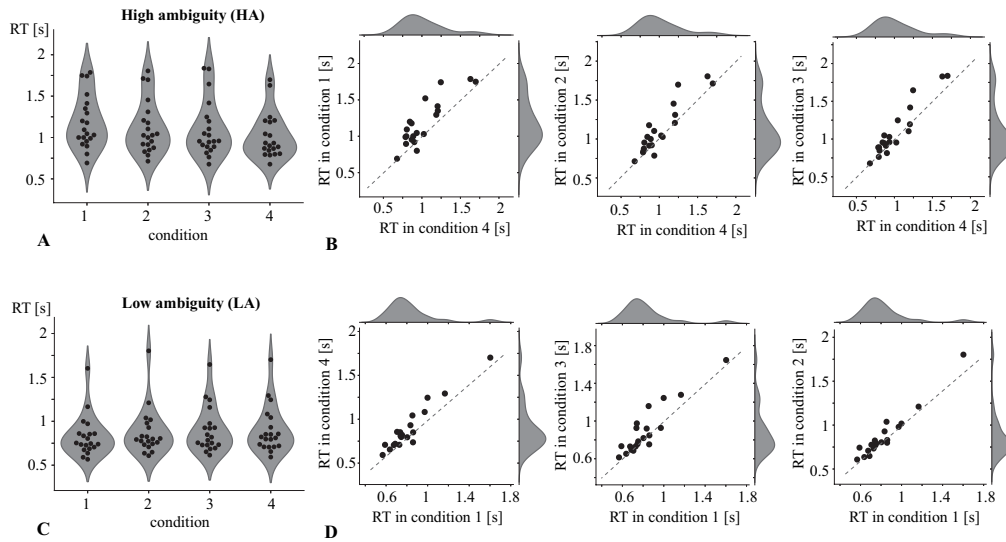 High ambiguity (HA)
RT [s]
2
1.5
1
0.5
1 2 3 4
condition
A
RT in condition 1 [s]
2
1.5
1
0.5
0.5 1 1.5 2
RT in condition 4 [s]
B
RT in condition 2 [s]
2
1.5
1
0.5
0.5 1 1.5 2
RT in condition 4 [s]
RT in condition 3 [s]
2
1.5
1
0.5
0.5 1 1.5 2
RT in condition 4 [s]
Low ambiguity (LA)
RT [s]
2
1.5
1
0.5
1 2 3 4
condition
C
RT in condition 4 [s]
2
1.5
1
0.5
0.6 1 1.4 1.8
RT in condition 1 [s]
D
RT in condition 3 [s]
1.8
1.4
1
0.6
0.6 1 1.4 1.8
RT in condition 1 [s]
RT in condition 2 [s]
2
1.5
1
0.5
0.6 1 1.4 1.8
RT in condition 1 [s]